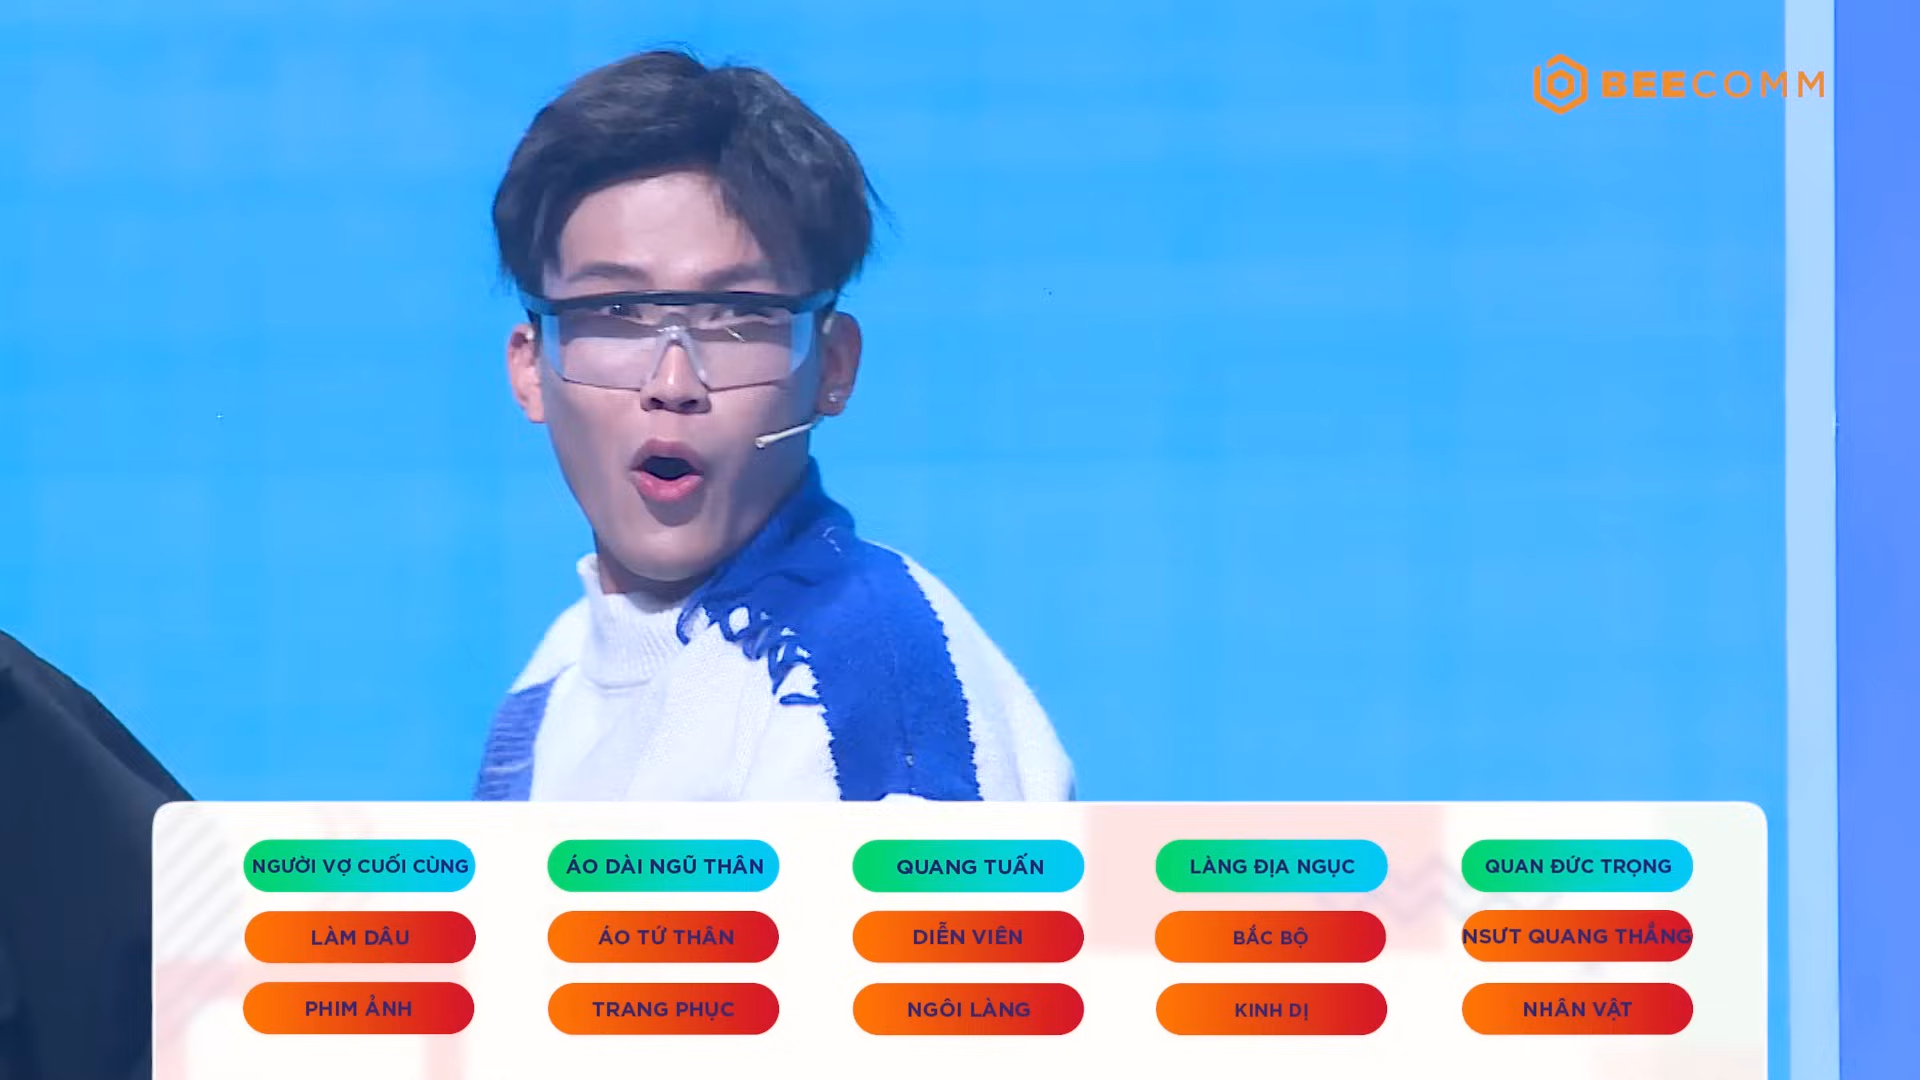 BEECOMM
NGƯỜI VỢ CUỐI CÙNG
ÁO DÀI NGŨ THÂN
QUANG TUẤN
LÀNG ĐỊA NGỤC
QUAN ĐỨC TRỌNG
LÀM DÂU
ÁO TỨ THÂN
DIỄN VIÊN
BẮC BỘ
NSƯT QUANG THẮNG
PHIM ẢNH
TRANG PHỤC
NGÔI LÀNG
KINH DỊ
NHÂN VẬT